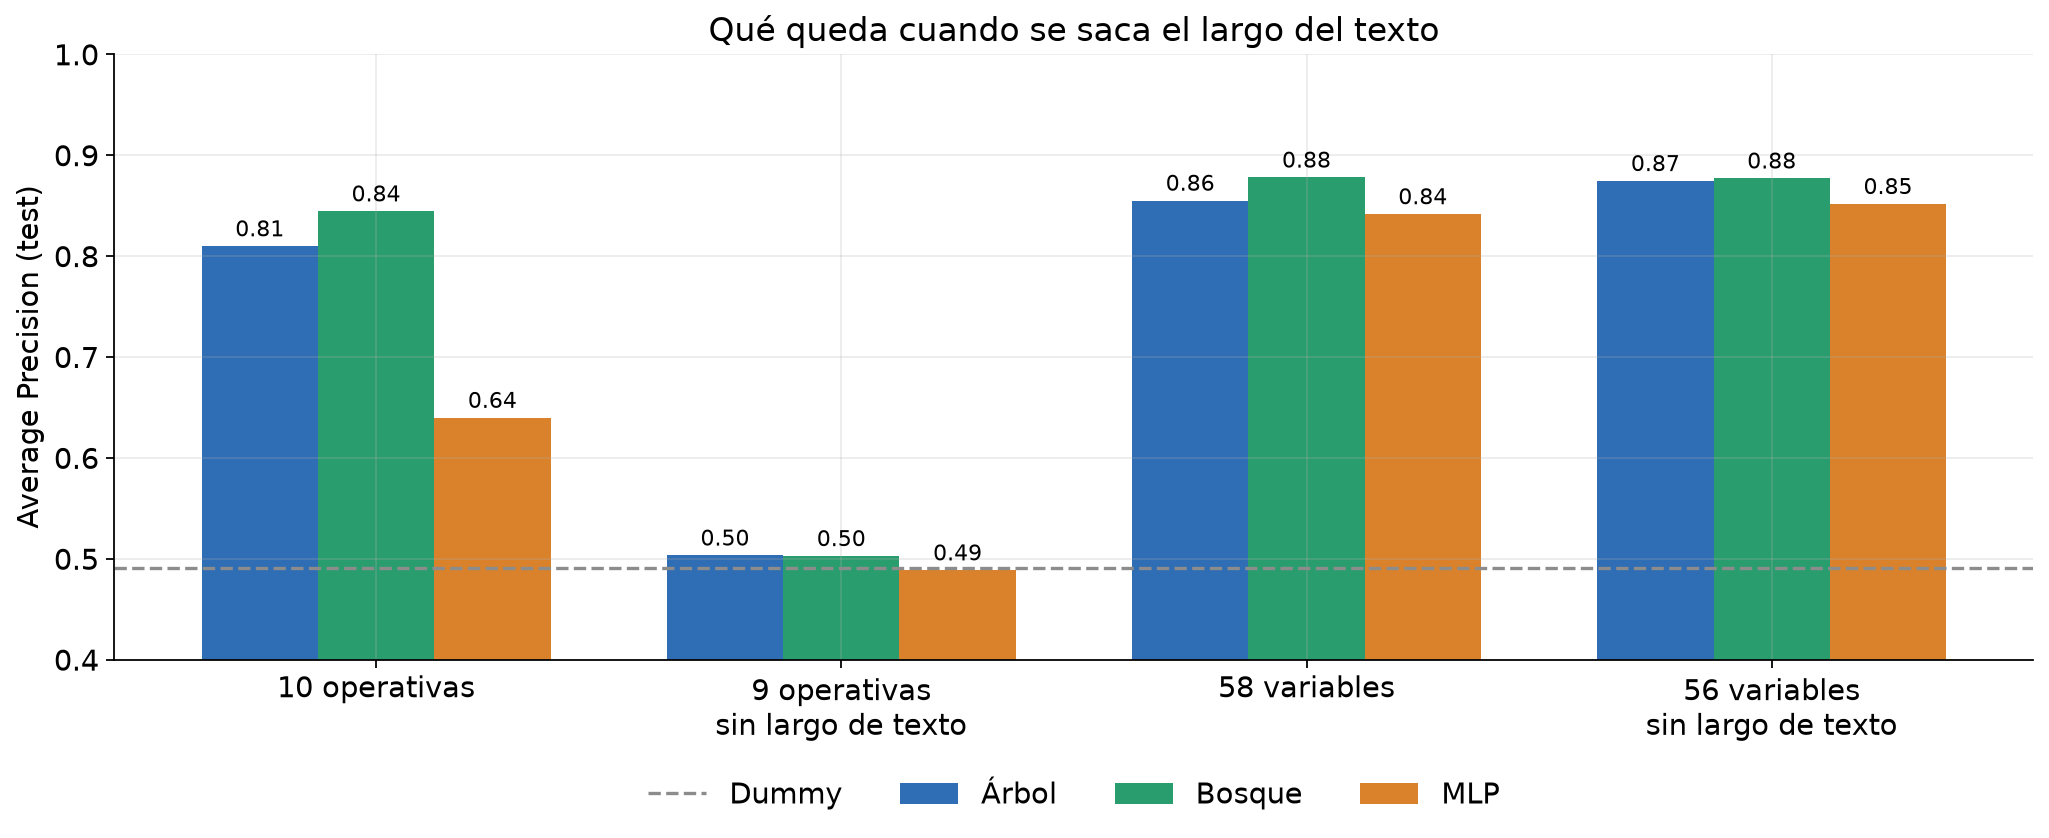 Qué queda cuando se saca el largo del texto
Average Precision (test)
1.0
0.9
0.8
0.7
0.6
0.5
0.4
0.81
0.84
0.64
0.50
0.50
0.49
0.86
0.88
0.84
0.87
0.88
0.85
10 operativas
9 operativas
sin largo de texto
58 variables
56 variables
sin largo de texto
Dummy
Árbol
Bosque
MLP